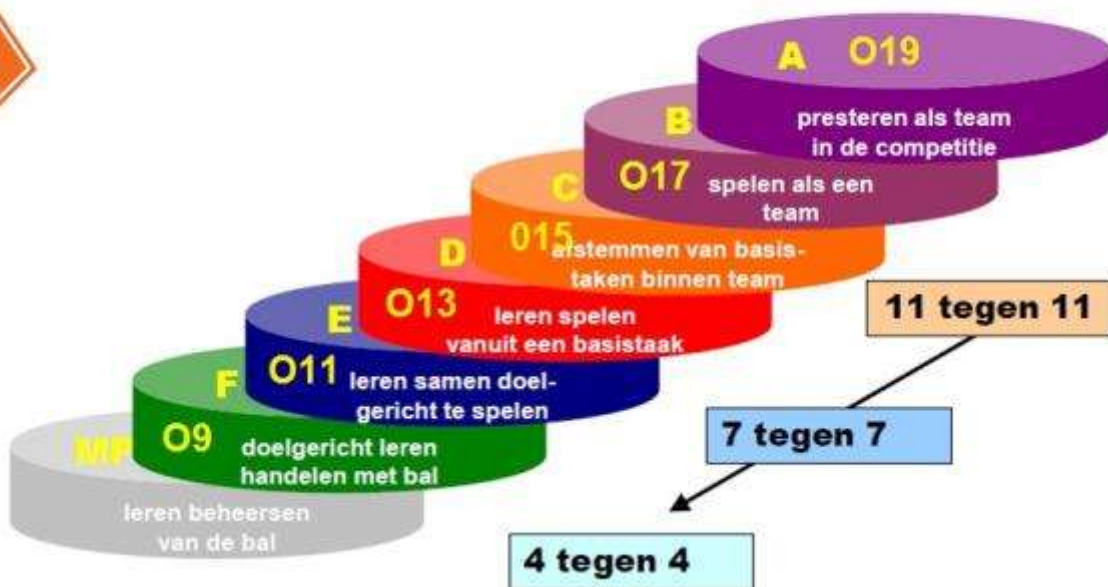 A O19
presteren als team
in de competitie
B
O17 spelen als een
team
C
015 afstemmen van basis-
taken binnen team
D
O13 leren spelen
vanuit een basistaak
E
O11 leren samen doel-
gericht te spelen
F
O9 doelgericht leren
handelen met bal
MP
leren beheersen
van de bal
11 tegen 11
7 tegen 7
4 tegen 4